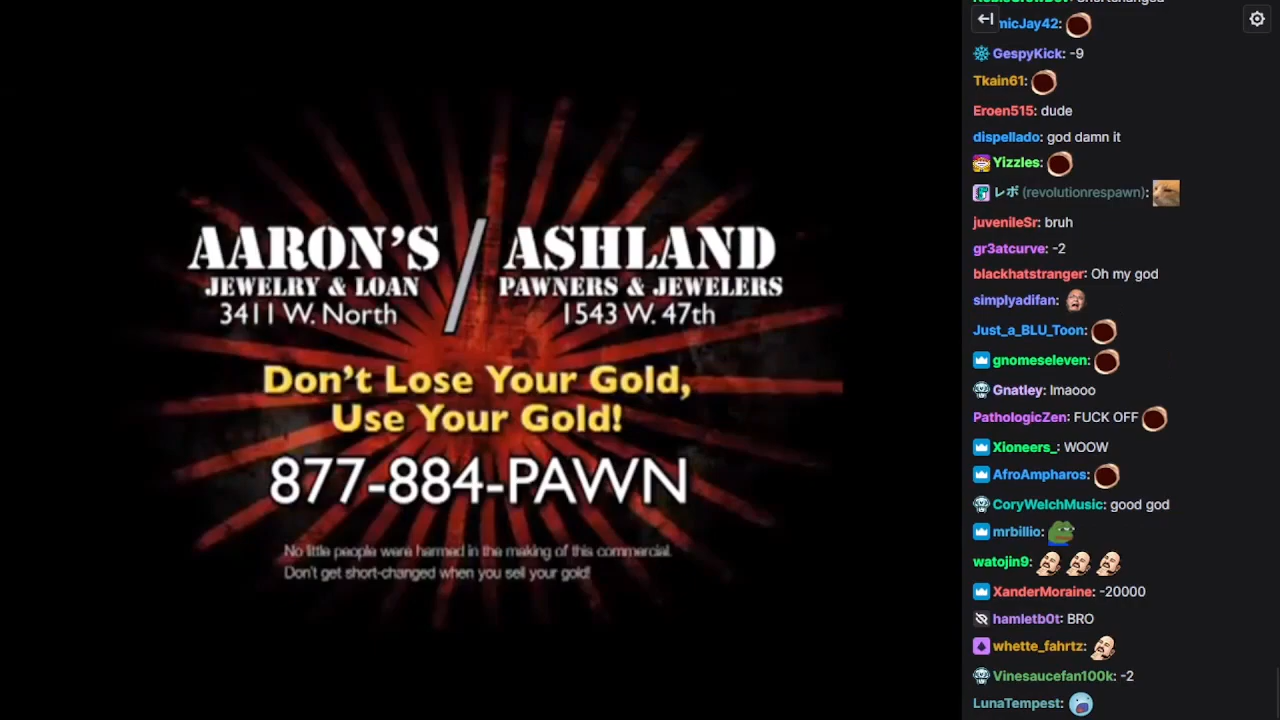 AARON'S / ASHLAND
JEWELRY & LOAN PAWNERS & JEWELERS
3411 W. North 1543 W. 47th
Don't Lose Your Gold,
Use Your Gold!
877-884-PAWN
No little people were harmed in the making of this commercial.
Don't get short-changed when you sell your gold!
micJay42:
GespyKick: -9
Tkain61:
Eroen515: dude
dispellado: god damn it
Yizzles:
レボ (revolutionrespawn):
juvenileSr: bruh
gr3atcurve: -2
blackhatstranger: Oh my god
simplyadifan:
Just_a_BLU_Toon:
gnomeseleven:
Gnatley: lmaooo
PathologicZen: FUCK OFF
Xioneers_: WOOW
AfroAmpharos:
CoryWelchMusic: good god
mrbillio:
watojin9:
XanderMoraine: -20000
hamletb0t: BRO
whette_fahrtz:
Vinesaucefan100k: -2
LunaTempest: